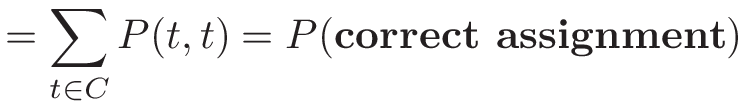 = ∑ P(t, t) = P(correct assignment)
t∈C